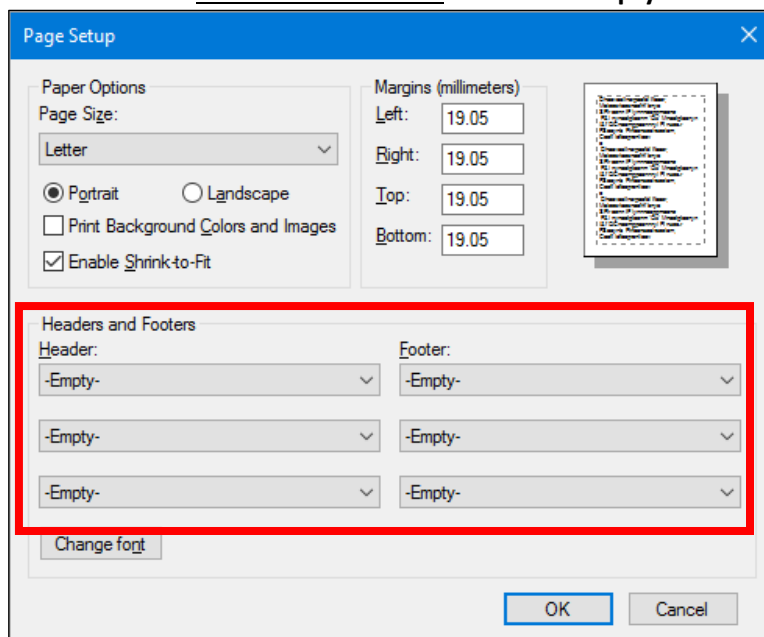 Page Setup
Paper Options
Page Size:
Letter
Portrait Landscape
Print Background Colors and Images
Enable Shrink-to-Fit
Margins (millimeters)
Left: 19.05
Right: 19.05
Top: 19.05
Bottom: 19.05
Headers and Footers
Header: Footer:
-Empty- -Empty-
-Empty- -Empty-
-Empty- -Empty-
Change font
OK Cancel